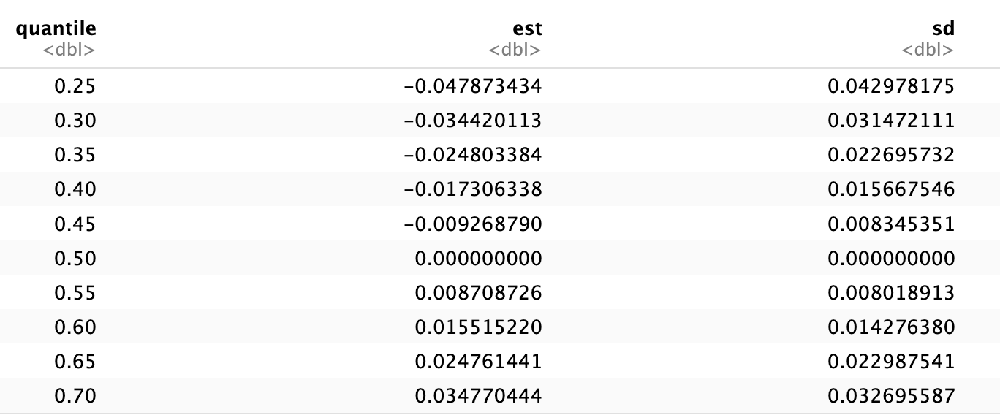 quantile est sd
<dbl> <dbl> <dbl>
0.25 −0.047873434 0.042978175
0.30 −0.034420113 0.031472111
0.35 −0.024803384 0.022695732
0.40 −0.017306338 0.015667546
0.45 −0.009268790 0.008345351
0.50 0.000000000 0.000000000
0.55 0.008708726 0.008018913
0.60 0.015515220 0.014276380
0.65 0.024761441 0.022987541
0.70 0.034770444 0.032695587